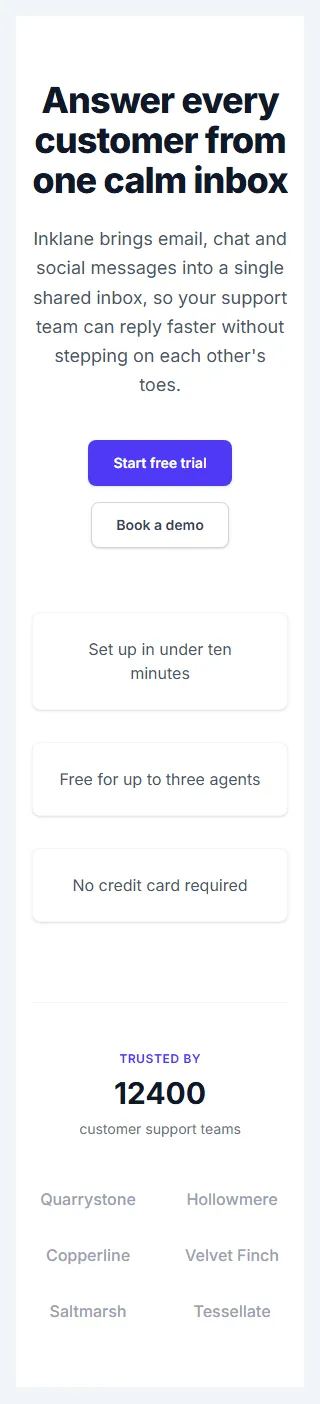 Answer every
customer from
one calm inbox
Inklane brings email, chat and
social messages into a single
shared inbox, so your support
team can reply faster without
stepping on each other's
toes.
Start free trial
Book a demo
Set up in under ten
minutes
Free for up to three agents
No credit card required
TRUSTED BY
12400
customer support teams
Quarrystone
Hollowmere
Copperline
Velvet Finch
Saltmarsh
Tessellate